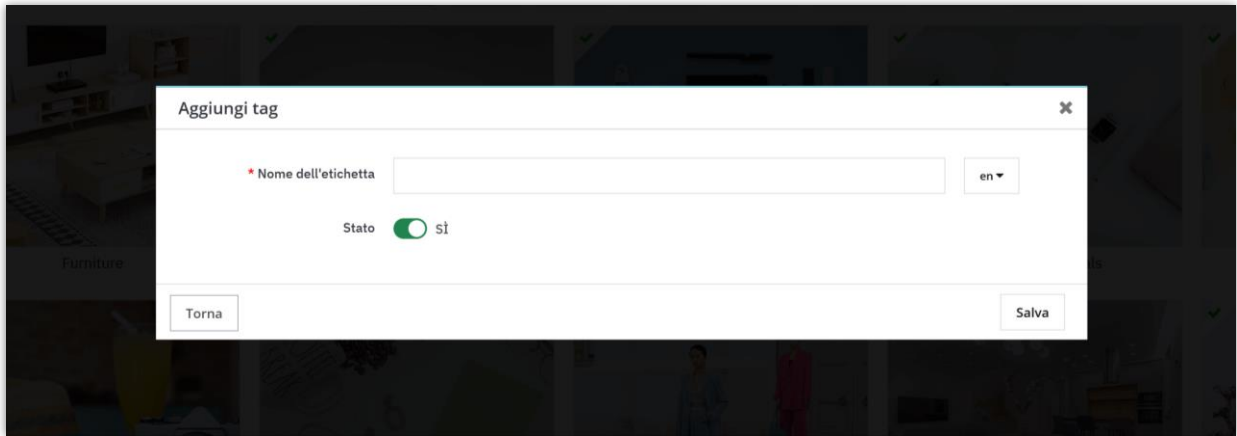 Aggiungi tag
* Nome dell'etichetta
en
Stato SÌ
Furniture
Torna
Salva